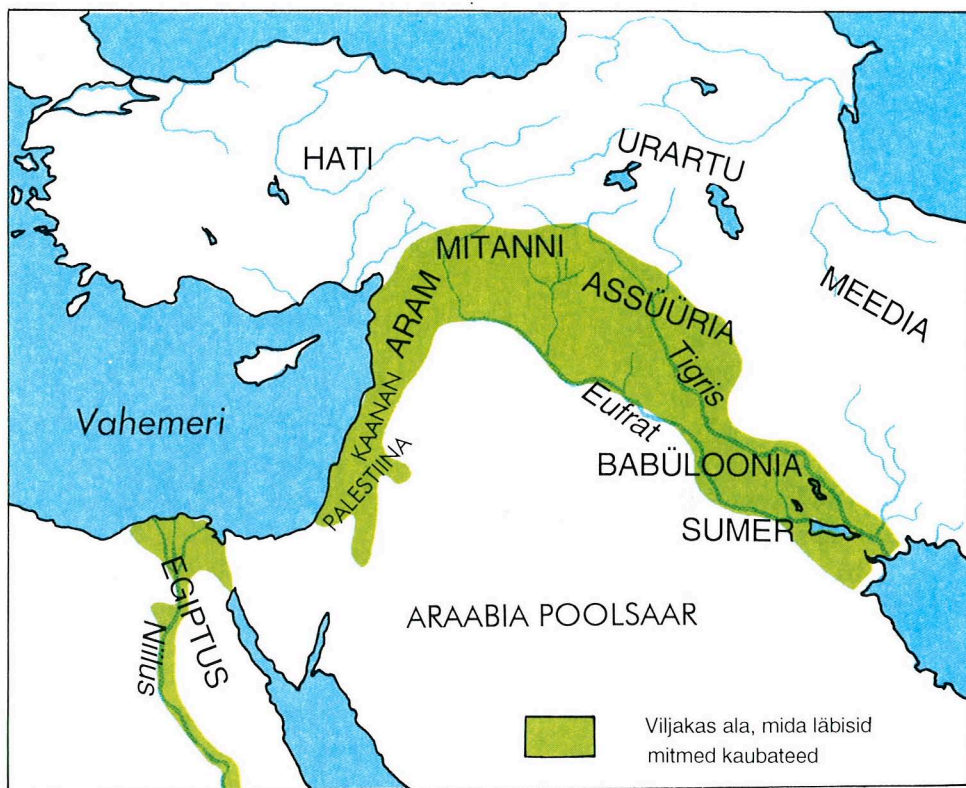 HATI
URARTU
MITANNI
ARAM
ASSÜÜRIA
MEEDIA
Tigris
Eufrat
Vahemeri
KAANAN
PALESTIINA
BABÜLOONIA
SUMER
EGIPTUS
Niilus
ARAABIA POOLSAAR
Viljakas ala, mida läbisid
mitmed kaubateed